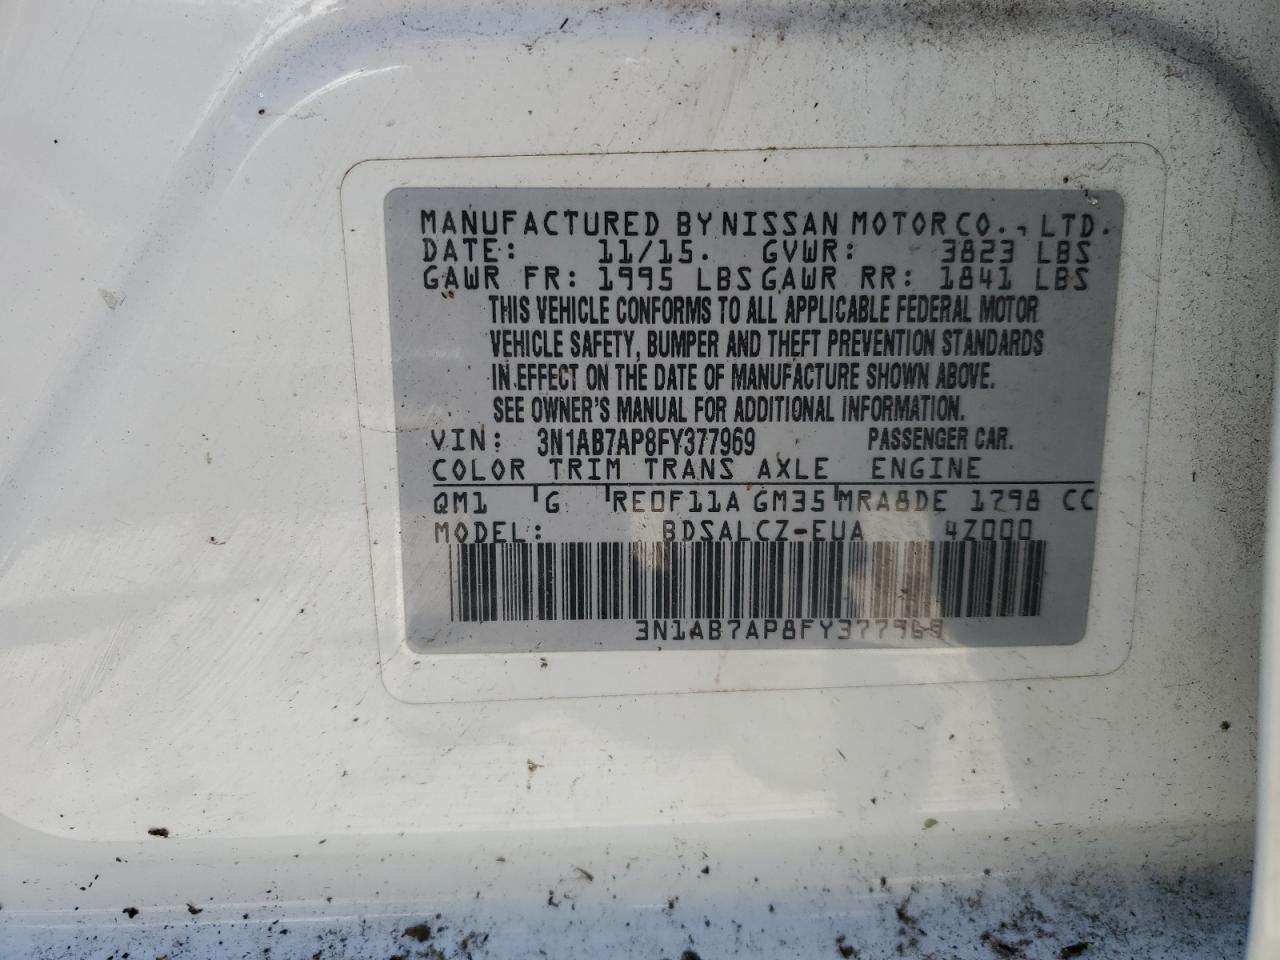 MANUFACTURED BY NISSAN MOTOR CO., LTD.
DATE: 11/15. GVWR: 3823 LBS
GAWR FR: 1995 LBS GAWR RR: 1841 LBS
THIS VEHICLE CONFORMS TO ALL APPLICABLE FEDERAL MOTOR
VEHICLE SAFETY, BUMPER AND THEFT PREVENTION STANDARDS
IN EFFECT ON THE DATE OF MANUFACTURE SHOWN ABOVE.
SEE OWNER'S MANUAL FOR ADDITIONAL INFORMATION.
VIN: 3N1AB7AP8FY377969 PASSENGER CAR.
COLOR TRIM TRANS AXLE ENGINE
QM1 G RE0F11A GM35 MRA8DE 1798 CC
MODEL: BDSALCZ-EUA 4Z000
3N1AB7AP8FY377969